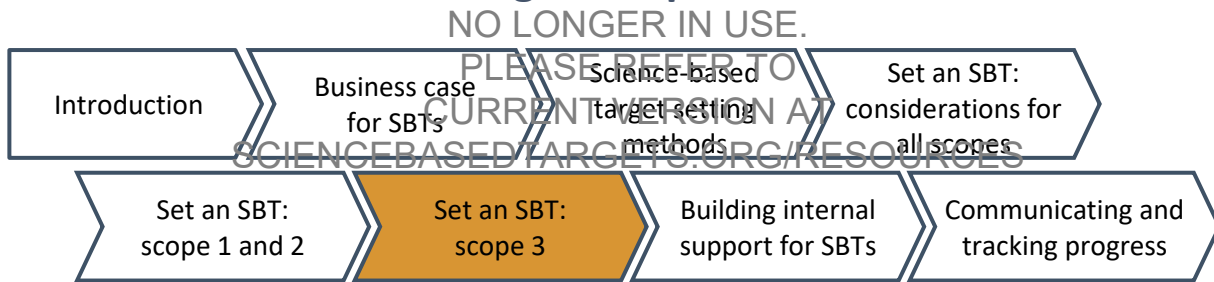 NO LONGER IN USE.
PLEASE REFER TO
CURRENT VERSION AT
SCIENCEBASEDTARGETS.ORG/RESOURCES
Introduction
Business case
for SBTs
Science-based
target setting
methods
Set an SBT:
considerations for
all scopes
Set an SBT:
scope 1 and 2
Set an SBT:
scope 3
Building internal
support for SBTs
Communicating and
tracking progress